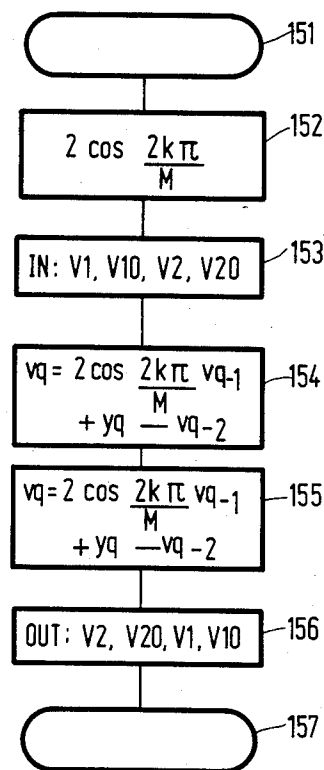 151
152
2 cos 2kπ/M
153
IN: V1, V10, V2, V20
154
vq = 2 cos 2kπ/M vq-1
+ yq — vq-2
155
vq = 2 cos 2kπ/M vq-1
+ yq — vq-2
156
OUT: V2, V20, V1, V10
157